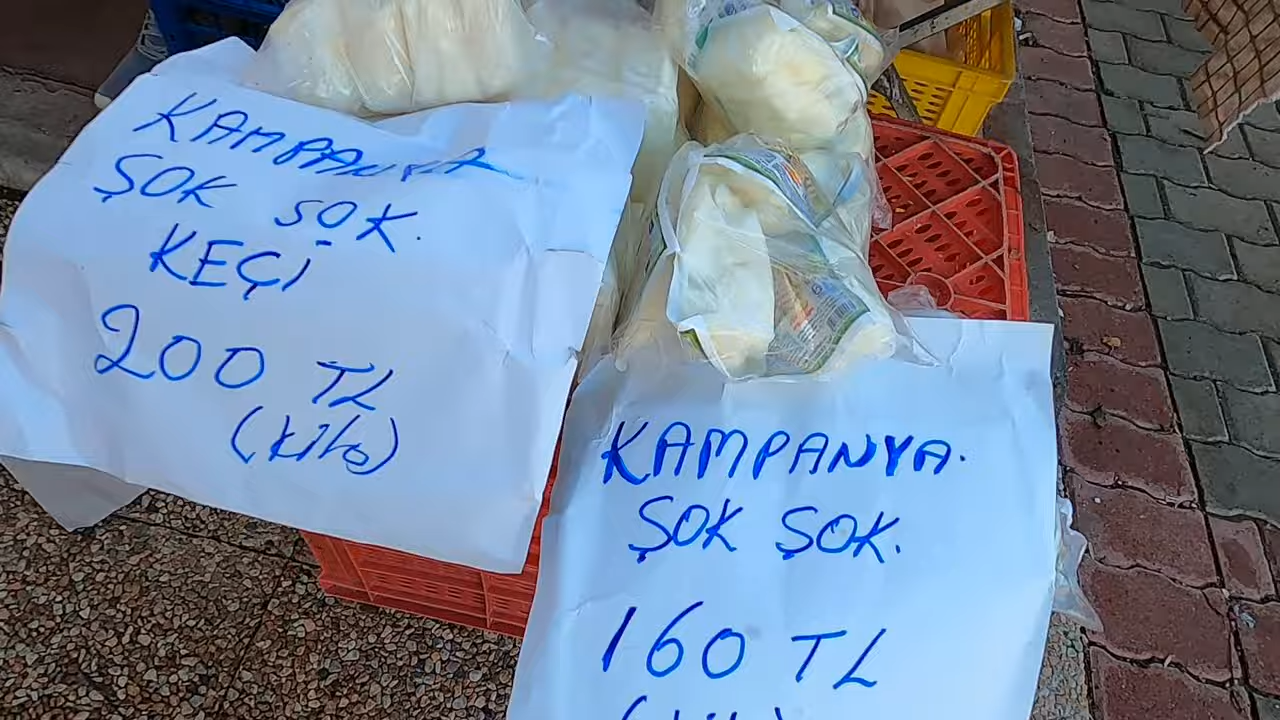 KAMPANYA
ŞOK ŞOK.
KEÇİ
200 TL
(kilo)
KAMPANYA.
ŞOK ŞOK.
160 TL